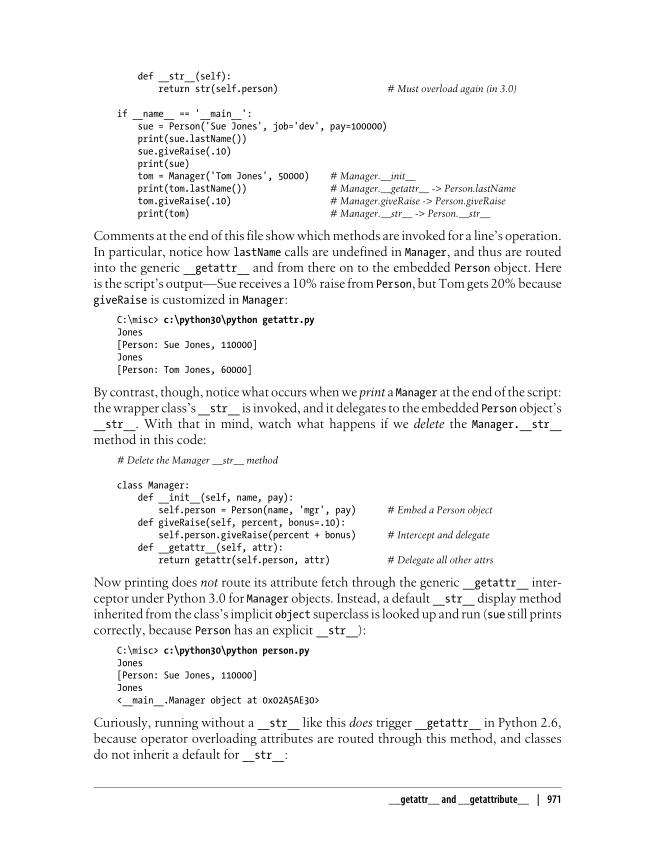 def __str__(self):
return str(self.person) # Must overload again (in 3.0)
if __name__ == '__main__':
sue = Person('Sue Jones', job='dev', pay=100000)
print(sue.lastName())
sue.giveRaise(.10)
print(sue)
tom = Manager('Tom Jones', 50000) # Manager.__init__
print(tom.lastName()) # Manager.__getattr__ -> Person.lastName
tom.giveRaise(.10) # Manager.giveRaise -> Person.giveRaise
print(tom) # Manager.__str__ -> Person.__str__
Comments at the end of this file show which methods are invoked for a line's operation.
In particular, notice how lastName calls are undefined in Manager, and thus are routed
into the generic __getattr__ and from there on to the embedded Person object. Here
is the script's output—Sue receives a 10% raise from Person, but Tom gets 20% because
giveRaise is customized in Manager:
C:\misc> c:\python30\python getattr.py
Jones
[Person: Sue Jones, 110000]
Jones
[Person: Tom Jones, 60000]
By contrast, though, notice what occurs when we print a Manager at the end of the script:
the wrapper class's __str__ is invoked, and it delegates to the embedded Person object's
__str__. With that in mind, watch what happens if we delete the Manager.__str__
method in this code:
# Delete the Manager __str__ method
class Manager:
def __init__(self, name, pay):
self.person = Person(name, 'mgr', pay) # Embed a Person object
def giveRaise(self, percent, bonus=.10):
self.person.giveRaise(percent + bonus) # Intercept and delegate
def __getattr__(self, attr):
return getattr(self.person, attr) # Delegate all other attrs
Now printing does not route its attribute fetch through the generic __getattr__ inter-
ceptor under Python 3.0 for Manager objects. Instead, a default __str__ display method
inherited from the class's implicit object superclass is looked up and run (sue still prints
correctly, because Person has an explicit __str__):
C:\misc> c:\python30\python person.py
Jones
[Person: Sue Jones, 110000]
Jones
<__main__.Manager object at 0x02A5AE30>
Curiously, running without a __str__ like this does trigger __getattr__ in Python 2.6,
because operator overloading attributes are routed through this method, and classes
do not inherit a default for __str__:
__getattr__ and __getattribute__ | 971